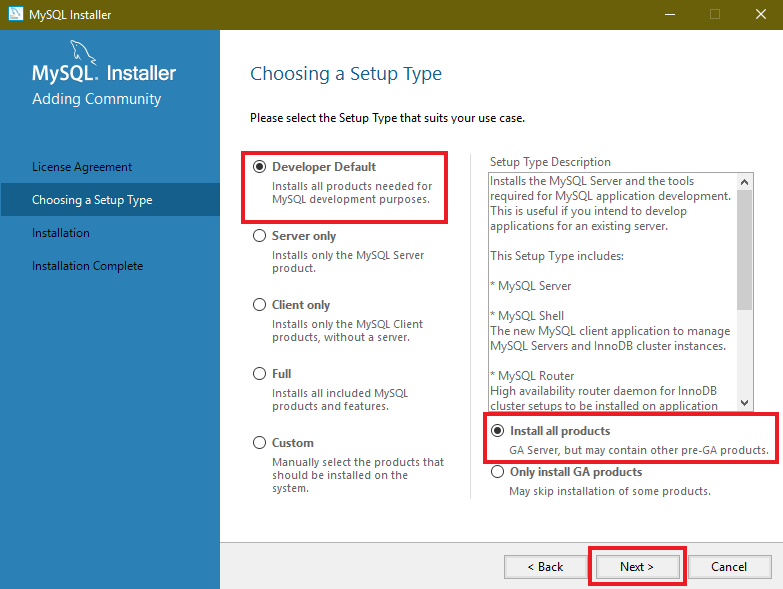 MySQL Installer
MySQL. Installer
Adding Community
License Agreement
Choosing a Setup Type
Installation
Installation Complete
Choosing a Setup Type
Please select the Setup Type that suits your use case.
Developer Default
Installs all products needed for
MySQL development purposes.
Server only
Installs only the MySQL Server
product.
Client only
Installs only the MySQL Client
products, without a server.
Full
Installs all included MySQL
products and features.
Custom
Manually select the products that
should be installed on the
system.
Setup Type Description
Installs the MySQL Server and the tools
required for MySQL application development.
This is useful if you intend to develop
applications for an existing server.
This Setup Type includes:
* MySQL Server
* MySQL Shell
The new MySQL client application to manage
MySQL Servers and InnoDB cluster instances.
* MySQL Router
High availability router daemon for InnoDB
cluster setups to be installed on application
Install all products
GA Server, but may contain other pre-GA products.
Only install GA products
May skip installation of some products.
< Back
Next >
Cancel